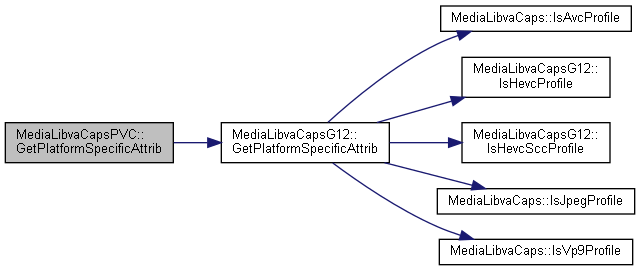 MediaLibvaCapsPVC::
GetPlatformSpecificAttrib
MediaLibvaCapsG12::
GetPlatformSpecificAttrib
MediaLibvaCaps::IsAvcProfile
MediaLibvaCapsG12::
IsHevcProfile
MediaLibvaCapsG12::
IsHevcSccProfile
MediaLibvaCaps::IsJpegProfile
MediaLibvaCaps::IsVp9Profile